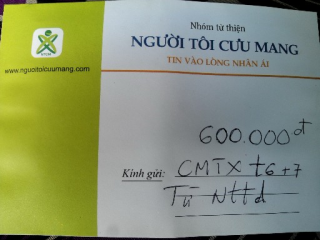 Nhóm từ thiện
NGƯỜI TÔI CƯU MANG
TIN VÀO LÒNG NHÂN ÁI
www.nguoitoicuumang.com
600.000đ
Kính gửi: CMTX t6+7
Từ Nttd